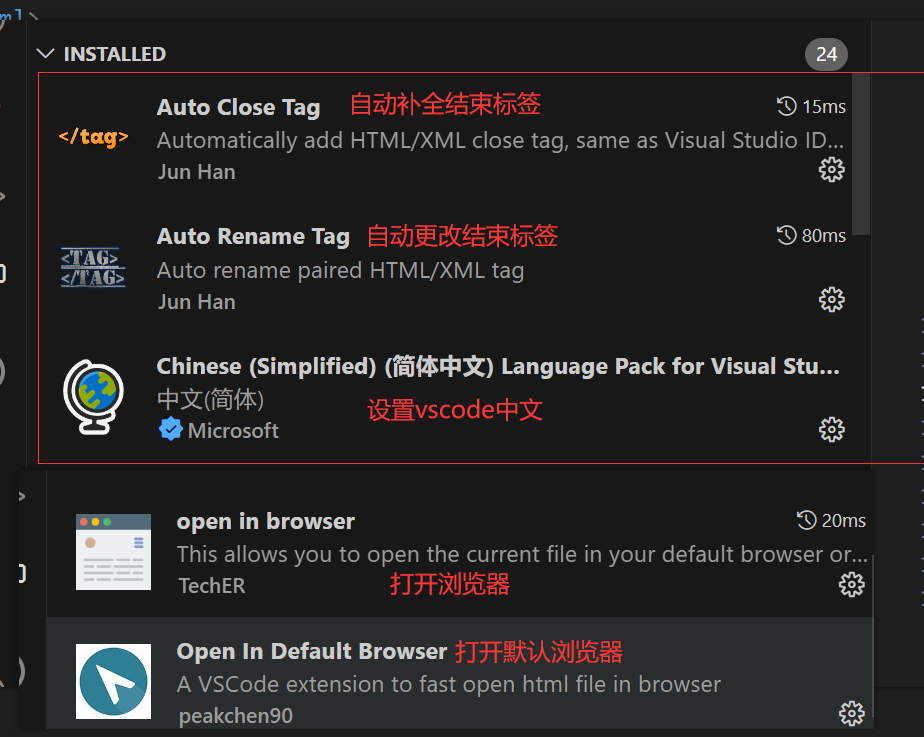 INSTALLED 24
Auto Close Tag 自动补全结束标签 15ms
</tag> Automatically add HTML/XML close tag, same as Visual Studio ID...
Jun Han
Auto Rename Tag 自动更改结束标签 80ms
<TAG>
</TAG>
Auto rename paired HTML/XML tag
Jun Han
Chinese (Simplified) (简体中文) Language Pack for Visual Stu...
中文(简体)
设置vscode中文
Microsoft
open in browser 20ms
This allows you to open the current file in your default browser or...
TechER 打开浏览器
Open In Default Browser 打开默认浏览器
A VSCode extension to fast open html file in browser
peakchen90